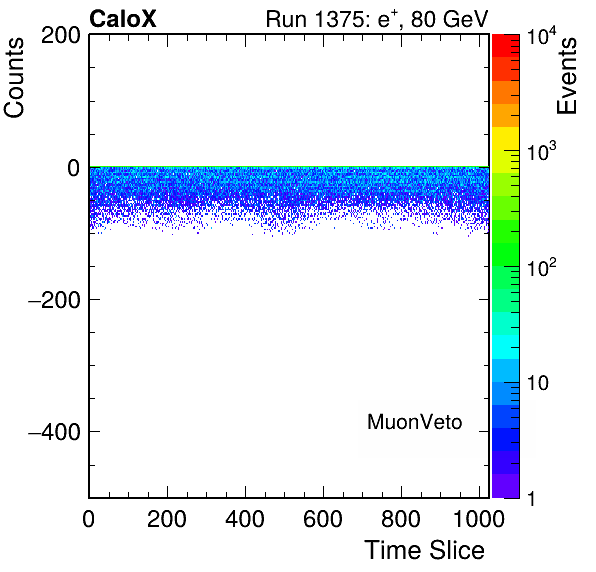 CaloX Run 1375: e⁺, 80 GeV
Counts
Events
200
0
−200
−400
10⁴
10³
10²
10
1
MuonVeto
0 200 400 600 800 1000
Time Slice